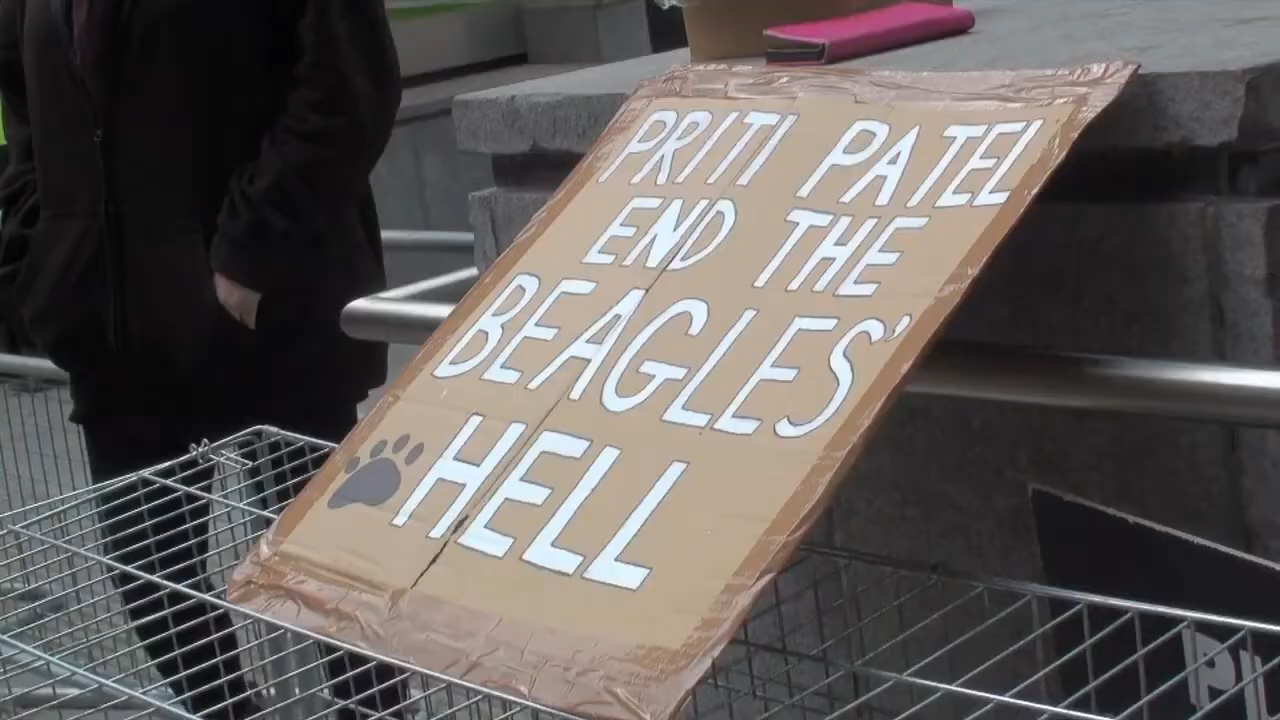 PRITI PATEL
END THE
BEAGLES'
HELL